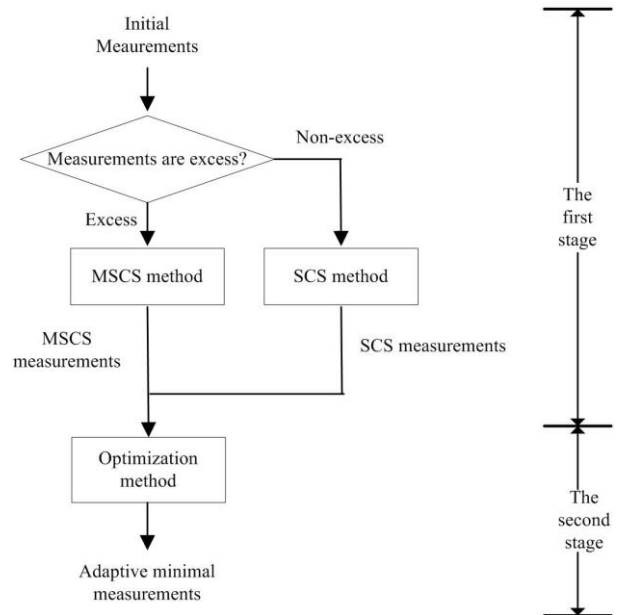 Initial
Meaurements
Measurements are excess?
Non-excess
Excess
MSCS method
SCS method
MSCS
measurements
SCS measurements
Optimization
method
Adaptive minimal
measurements
The
first
stage
The
second
stage